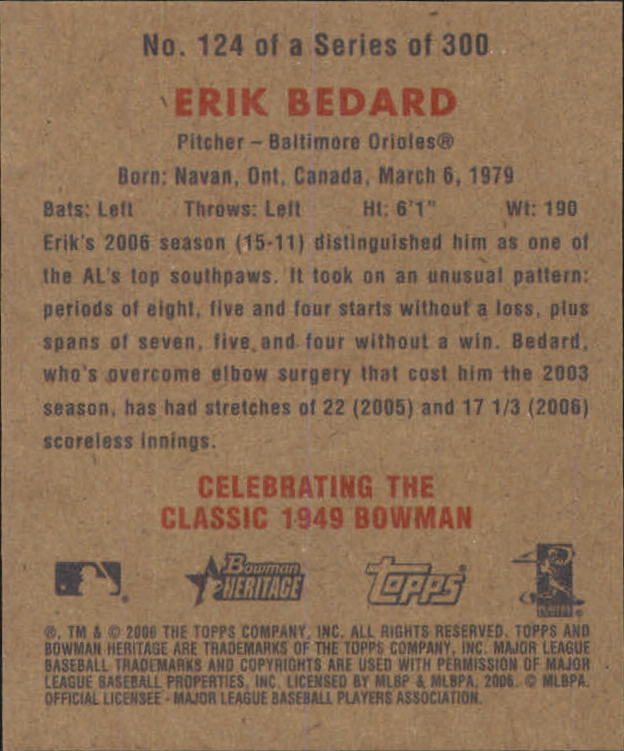 No. 124 of a Series of 300
ERIK BEDARD
Pitcher – Baltimore Orioles®
Born: Navan, Ont, Canada, March 6, 1979
Bats: Left Throws: Left Ht: 6'1" Wt: 190
Erik's 2006 season (15-11) distinguished him as one of
the AL's top southpaws. It took on an unusual pattern:
periods of eight, five and four starts without a loss, plus
spans of seven, five and four without a win. Bedard,
who's overcome elbow surgery that cost him the 2003
season, has had stretches of 22 (2005) and 17 1/3 (2006)
scoreless innings.
CELEBRATING THE
CLASSIC 1949 BOWMAN
Bowman
HERITAGE
Topps®
®, TM & © 2006 THE TOPPS COMPANY, INC. ALL RIGHTS RESERVED. TOPPS AND
BOWMAN HERITAGE ARE TRADEMARKS OF THE TOPPS COMPANY, INC. MAJOR LEAGUE
BASEBALL TRADEMARKS AND COPYRIGHTS ARE USED WITH PERMISSION OF MAJOR
LEAGUE BASEBALL PROPERTIES, INC. LICENSED BY MLBP & MLBPA, 2006. © MLBPA.
OFFICIAL LICENSEE - MAJOR LEAGUE BASEBALL PLAYERS ASSOCIATION.